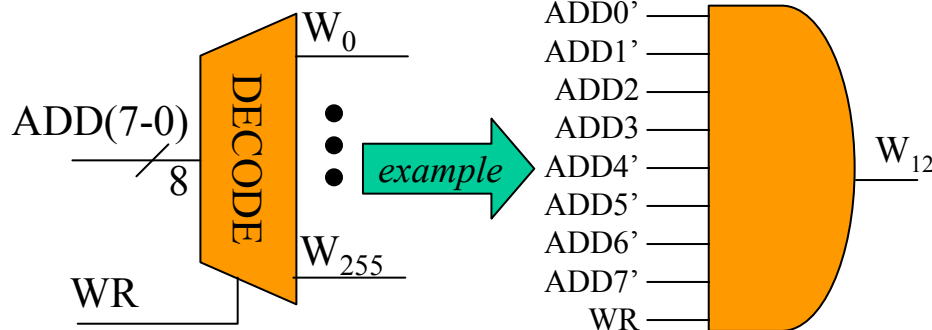 W0
ADD(7-0)
8
DECODE
W255
WR
example
ADD0’
ADD1’
ADD2
ADD3
ADD4’
ADD5’
ADD6’
ADD7’
WR
W12